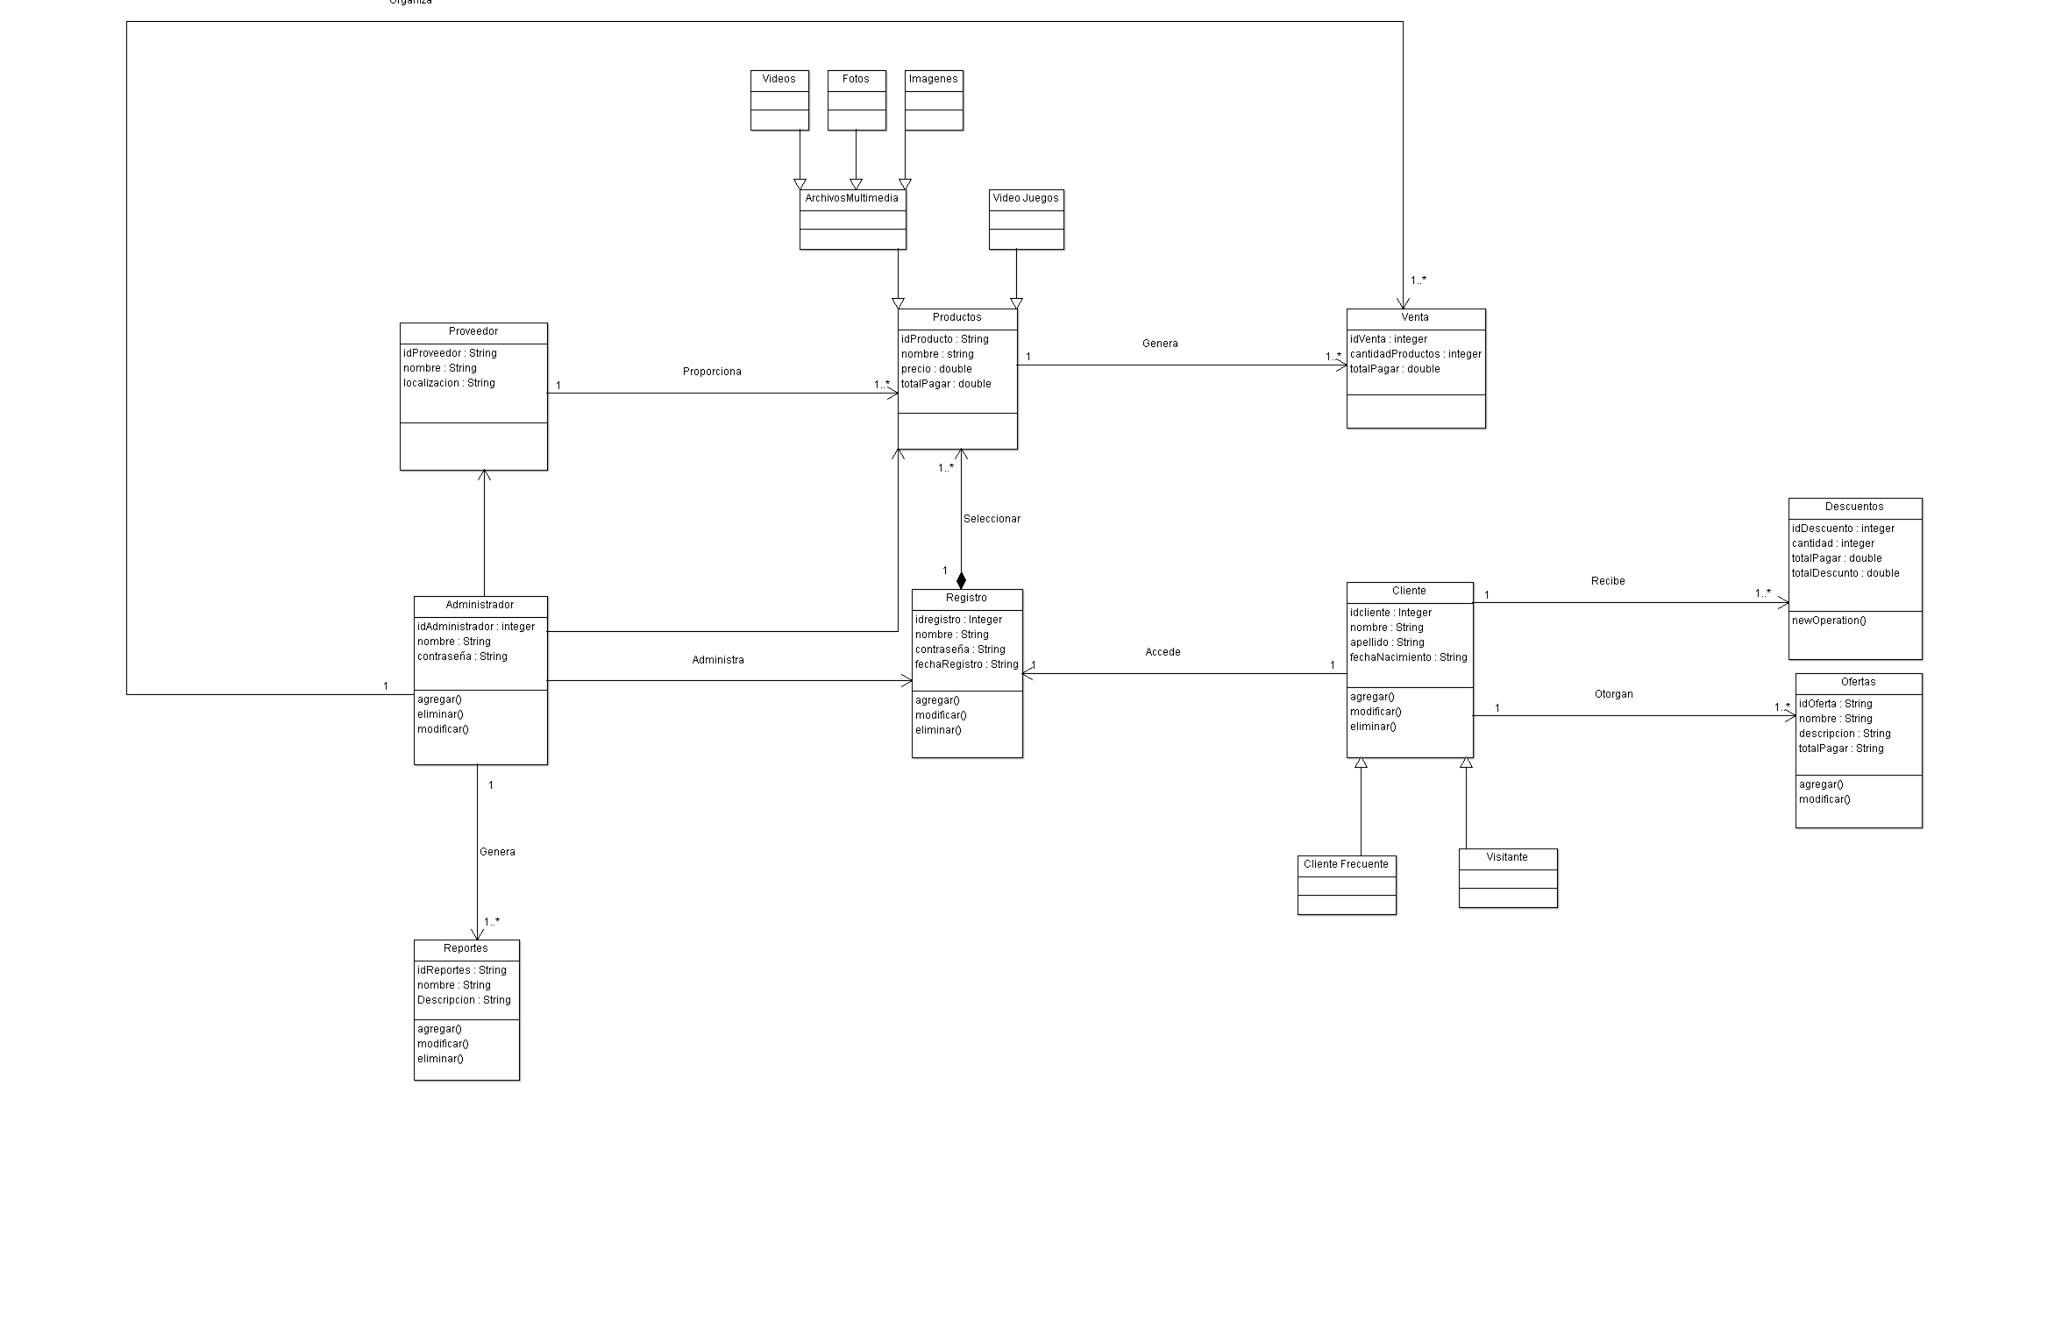 Organiza
Videos
Fotos
Imagenes
ArchivosMultimedia
Video Juegos
1..*
Proveedor
idProveedor : String
nombre : String
localizacion : String
Proporciona
1
1..*
Productos
idProducto : String
nombre : string
precio : double
totalPagar : double
Genera
1
1..*
Venta
idVenta : integer
cantidadProductos : integer
totalPagar : double
1..*
Seleccionar
1
Administrador
idAdministrador : integer
nombre : String
contraseña : String
agregar()
eliminar()
modificar()
1
Administra
Registro
idregistro : Integer
nombre : String
contraseña : String
fechaRegistro : String
agregar()
modificar()
eliminar()
1
Accede
1
Cliente
idcliente : Integer
nombre : String
apellido : String
fechaNacimiento : String
agregar()
modificar()
eliminar()
1
Recibe
1..*
Descuentos
idDescuento : integer
cantidad : integer
totalPagar : double
totalDescunto : double
newOperation()
1
Otorgan
1..*
Ofertas
idOferta : String
nombre : String
descripcion : String
totalPagar : String
agregar()
modificar()
Cliente Frecuente
Visitante
1
Genera
1..*
Reportes
idReportes : String
nombre : String
Descripcion : String
agregar()
modificar()
eliminar()